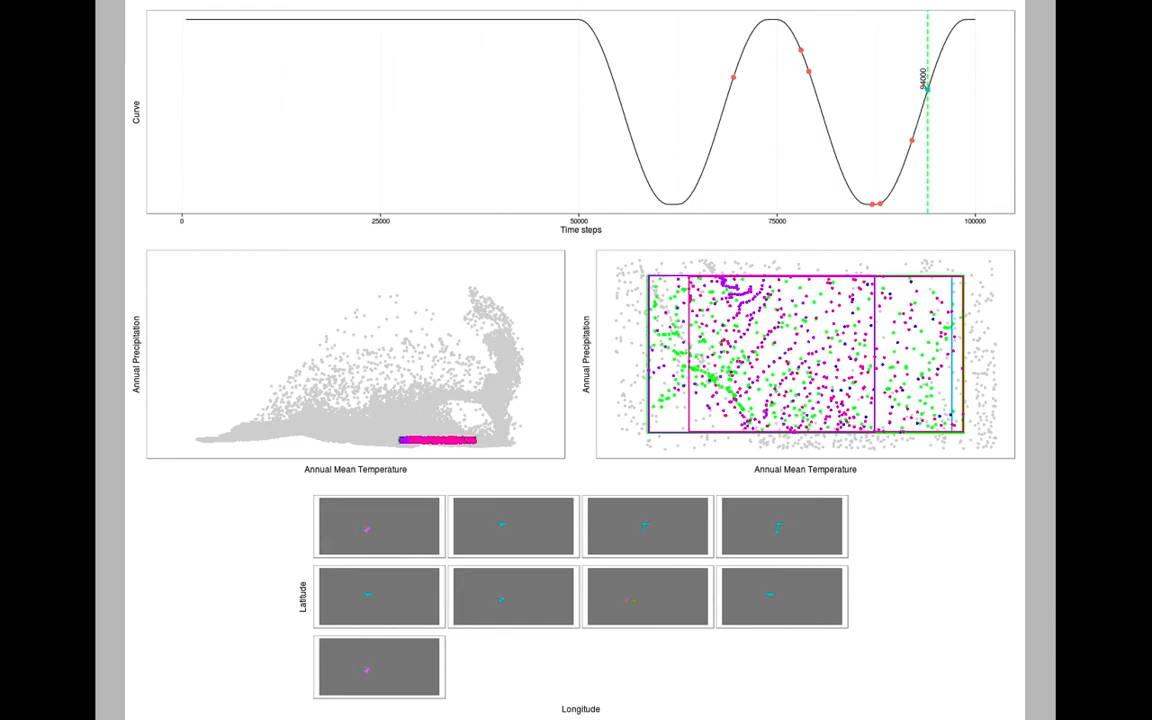 Curve
94000
0 25000 50000 75000 100000
Time steps
Annual Precipitation
Annual Mean Temperature
Annual Precipitation
Annual Mean Temperature
Latitude
Longitude